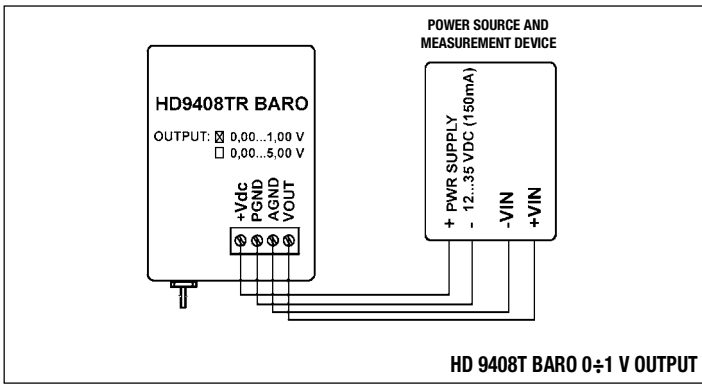 POWER SOURCE AND
MEASUREMENT DEVICE
HD9408TR BARO
OUTPUT: ☒ 0,00...1,00 V
☐ 0,00...5,00 V
+Vdc
PGND
AGND
VOUT
+ PWR SUPPLY
- 12...35 VDC (150mA)
-VIN
+VIN
HD 9408T BARO 0÷1 V OUTPUT